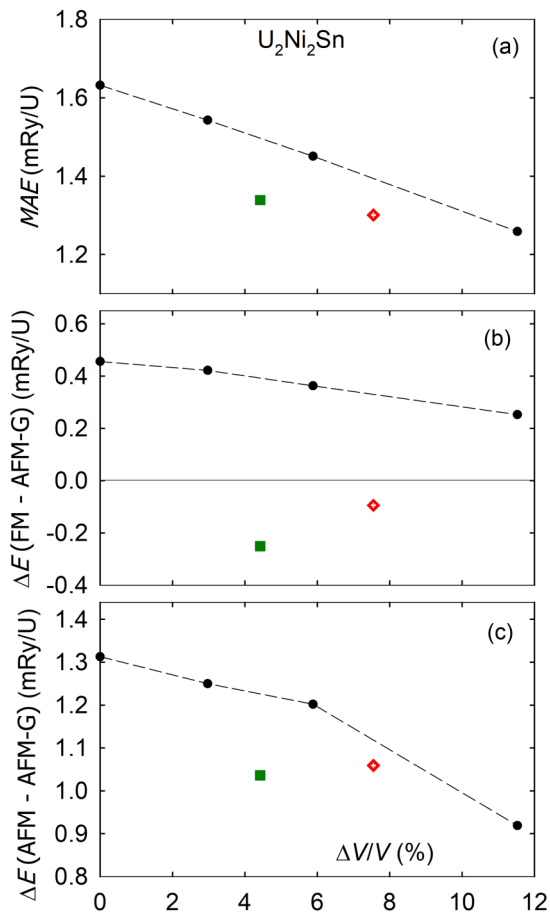 U₂Ni₂Sn
(a)
MAE (mRy/U)
1.8
1.6
1.4
1.2
(b)
ΔE (FM - AFM-G) (mRy/U)
0.6
0.4
0.2
0.0
-0.2
-0.4
(c)
ΔE (AFM - AFM-G) (mRy/U)
1.4
1.3
1.2
1.1
1.0
0.9
0.8
ΔV/V (%)
0 2 4 6 8 10 12